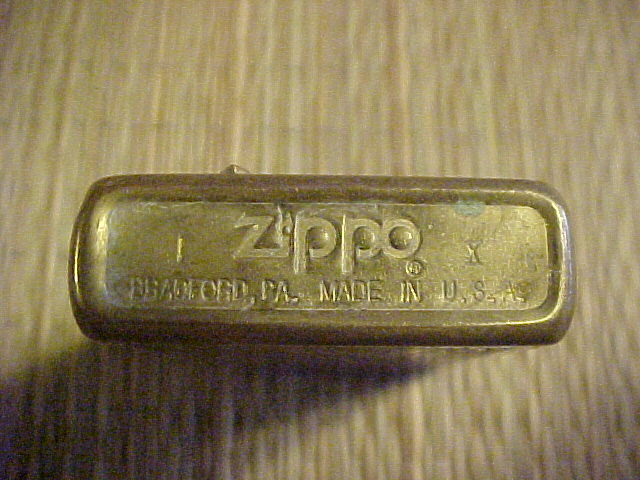 I Zippo ® X
BRADFORD, PA. MADE IN U.S.A.